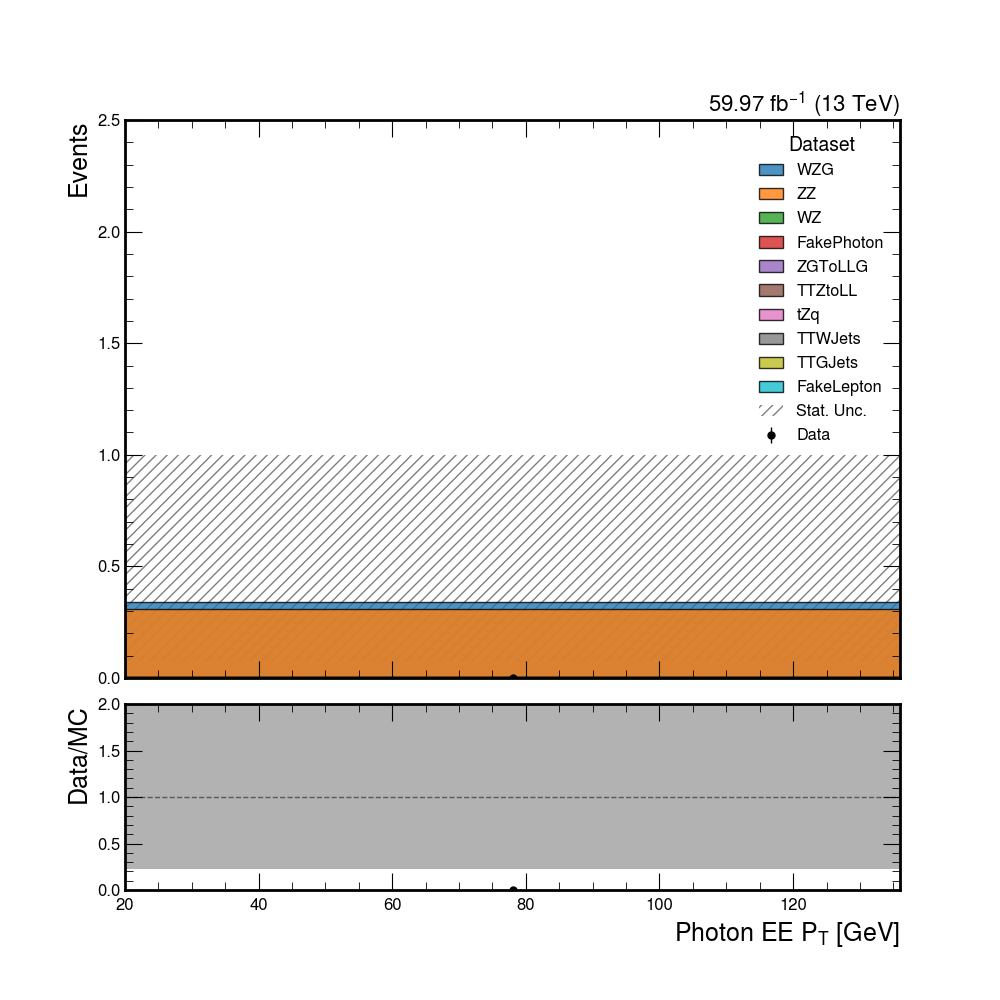 59.97 fb⁻¹ (13 TeV)
Events
2.5
2.0
1.5
1.0
0.5
0.0
Dataset
WZG
ZZ
WZ
FakePhoton
ZGToLLG
TTZtoLL
tZq
TTWJets
TTGJets
FakeLepton
Stat. Unc.
Data
Data/MC
2.0
1.5
1.0
0.5
0.0
20 40 60 80 100 120
Photon EE P_T [GeV]